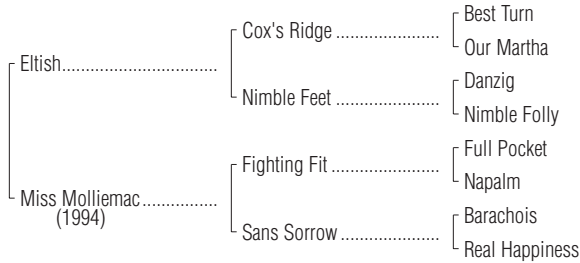 Best Turn
Cox's Ridge ......................
Our Martha
Eltish................................
Danzig
Nimble Feet ......................
Nimble Folly
Full Pocket
Fighting Fit .......................
Napalm
Miss Molliemac................
(1994)
Barachois
Sans Sorrow.....................
Real Happiness